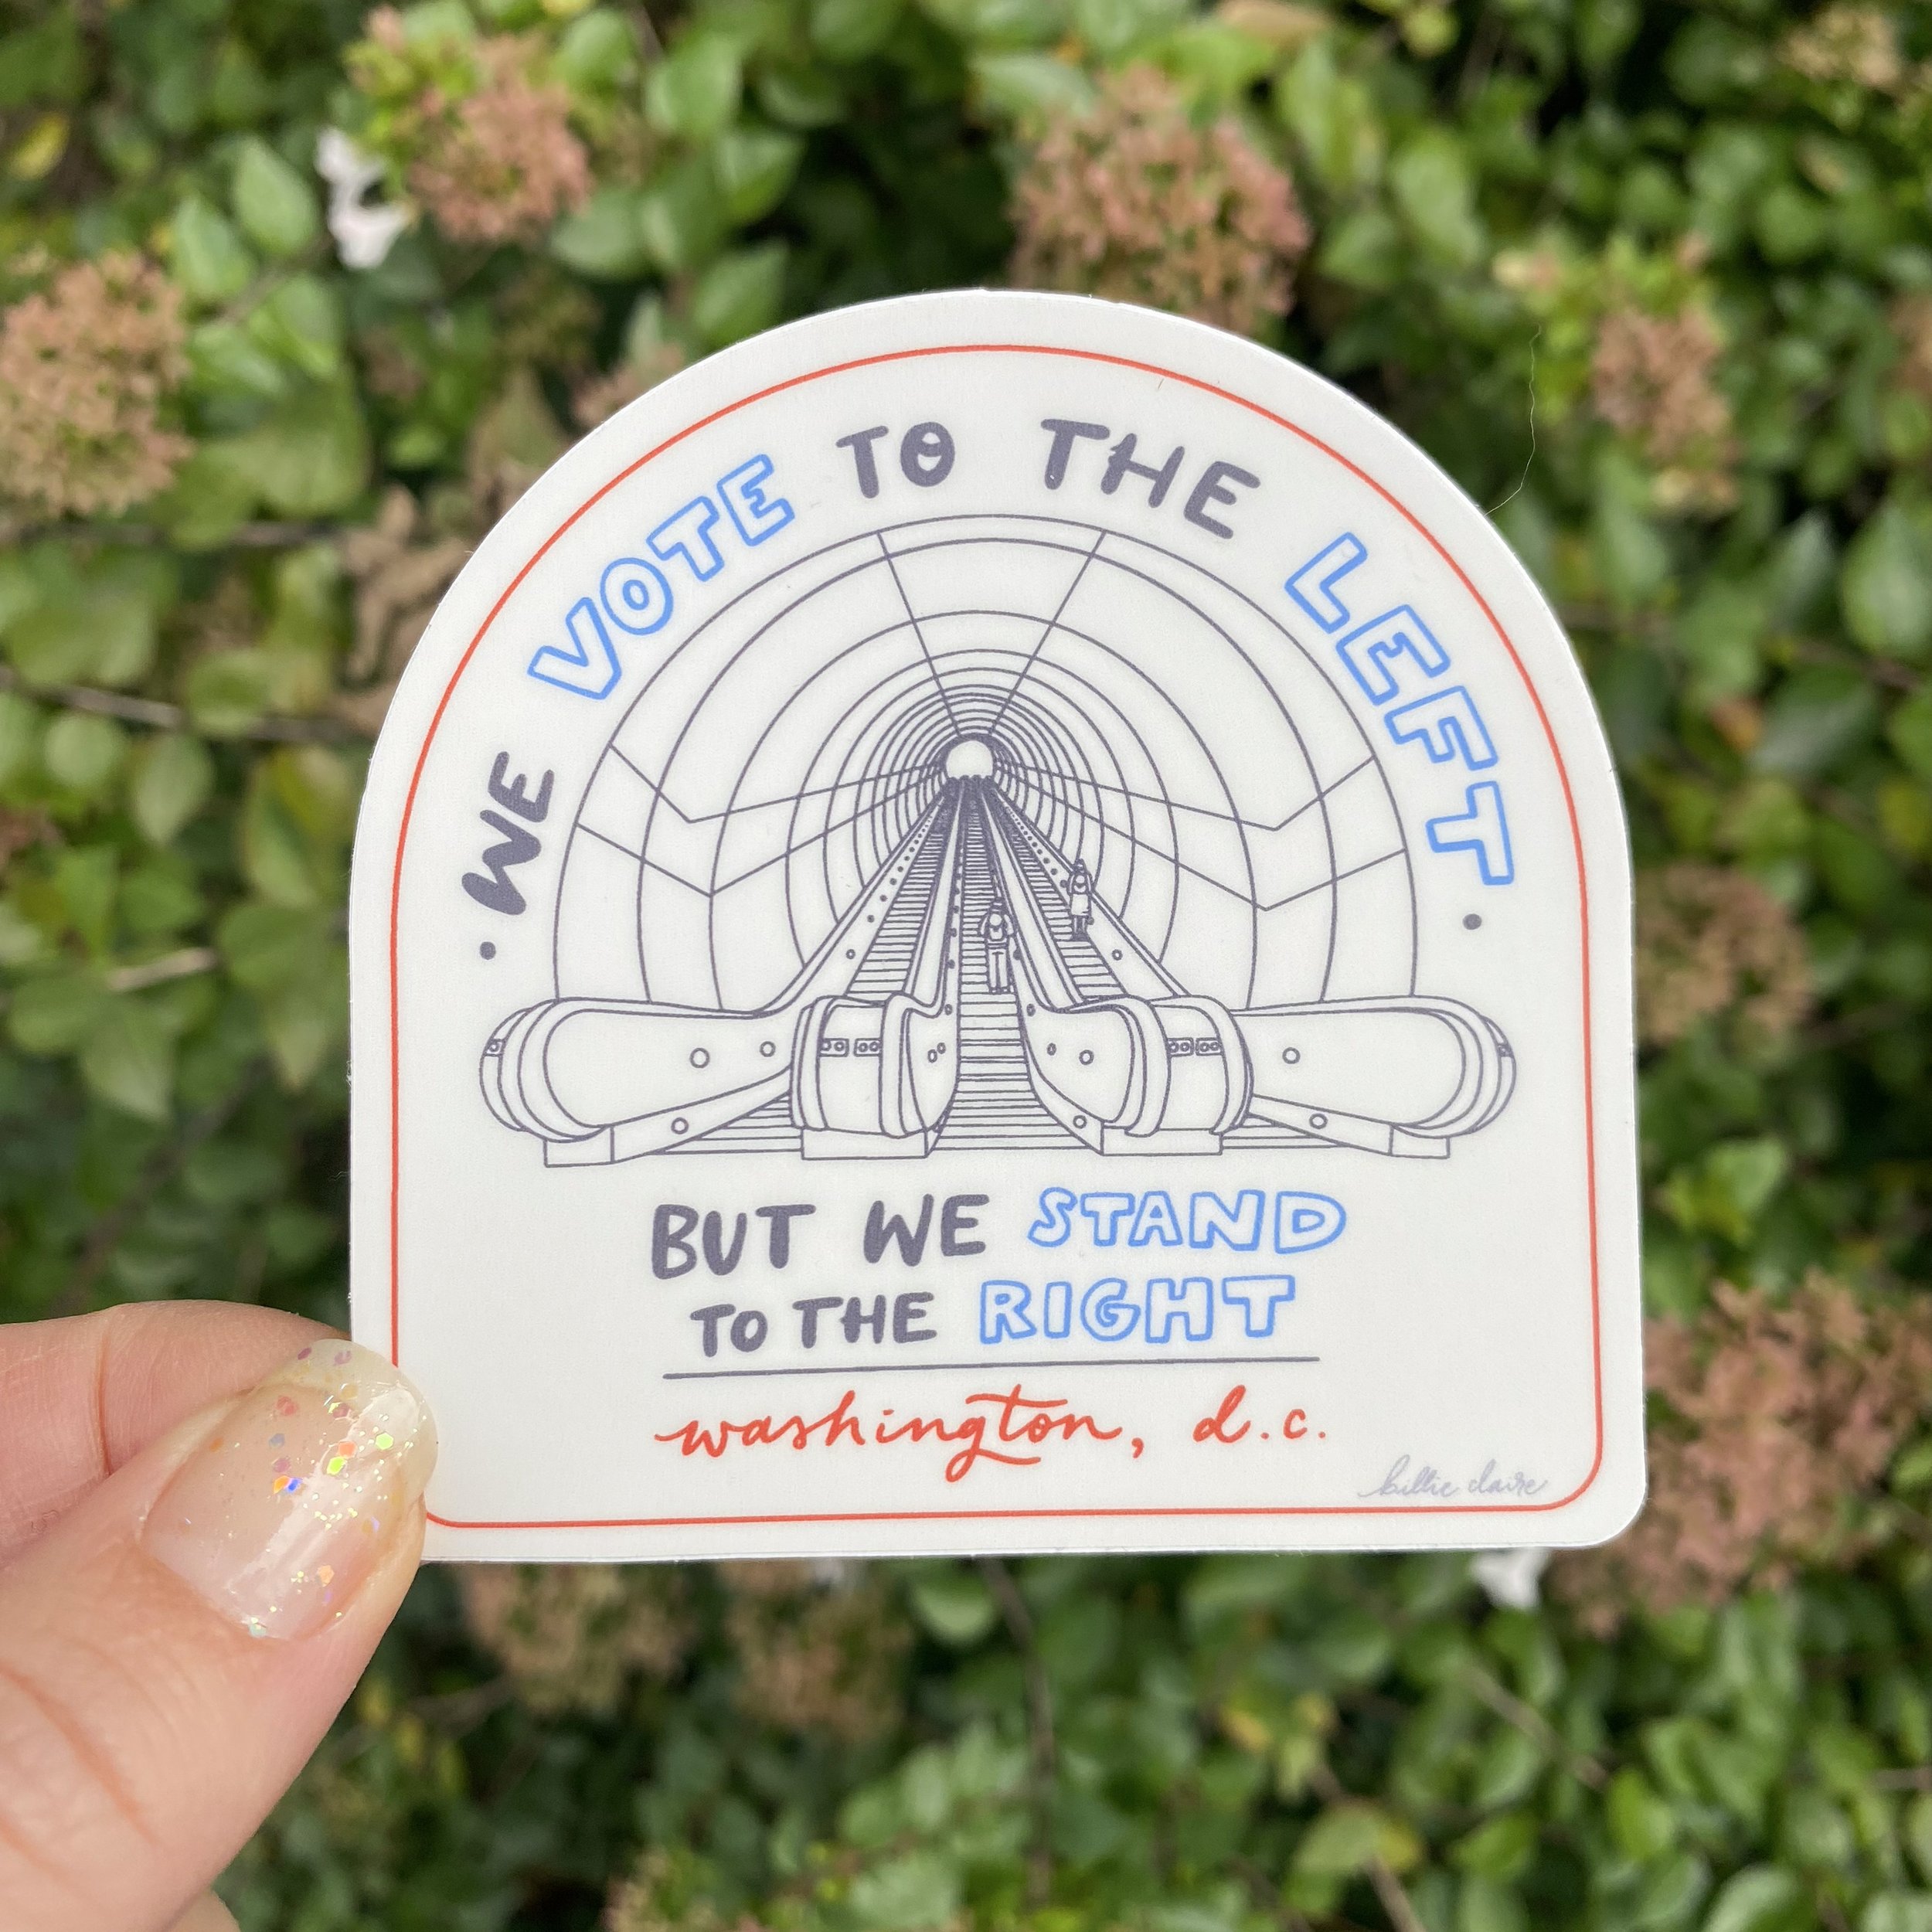 · WE VOTE TO THE LEFT ·
BUT WE STAND
TO THE RIGHT
washington, d.c.
billie claire